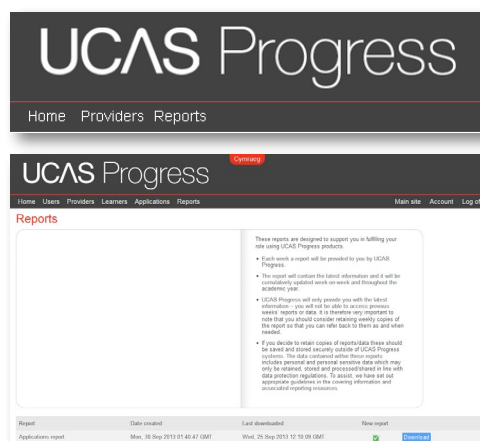 UCAS Progress
Home Providers Reports
Cymraeg
UCAS Progress
Home Users Providers Learners Applications Reports Main site Account Log of
Reports
These reports are designed to support you in fulfilling your
role using UCAS Progress products.
• Each week a report will be provided to you by UCAS
Progress.
• The report will contain the latest information and it will be
cumulatively updated week-on-week and throughout the
academic year.
• UCAS Progress will only provide you with the latest
information – you will not be able to access previous
weeks' reports or data. It is therefore very important to
note that you should consider retaining weekly copies of
the report so that you can refer back to them as and when
needed.
• If you decide to retain copies of reports/data these should
be saved and stored securely outside of UCAS Progress
systems. The data contained within these reports
includes personal and personal sensitive data which may
only be retained, stored and processed/shared in line with
data protection regulations. To assist, we have set out
appropriate guidelines in the covering information and
associated reporting resources.
Report Date created Last downloaded New report
Applications report Mon, 30 Sep 2013 01:40:47 GMT Wed, 25 Sep 2013 12:10:09 GMT Download